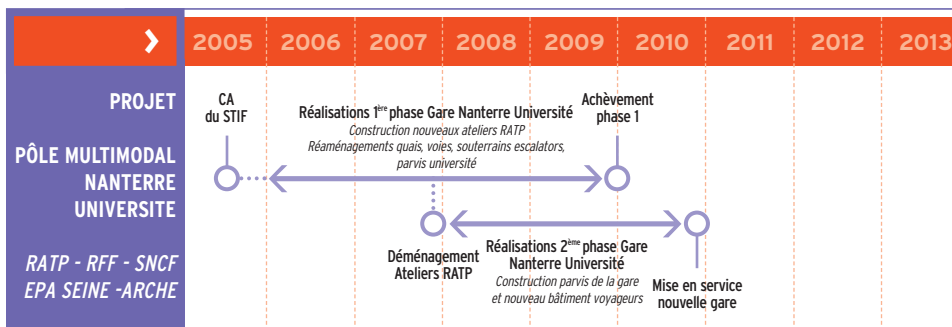 2005 2006 2007 2008 2009 2010 2011 2012 2013
PROJET
PÔLE MULTIMODAL
NANTERRE
UNIVERSITE
RATP - RFF - SNCF
EPA SEINE -ARCHE
CA
du STIF
Réalisations 1ère phase Gare Nanterre Université
Construction nouveaux ateliers RATP
Réaménagements quais, voies, souterrains escalators,
parvis université
Achèvement
phase 1
Déménagement
Ateliers RATP
Réalisations 2ème phase Gare
Nanterre Université
Construction parvis de la gare
et nouveau bâtiment voyageurs
Mise en service
nouvelle gare